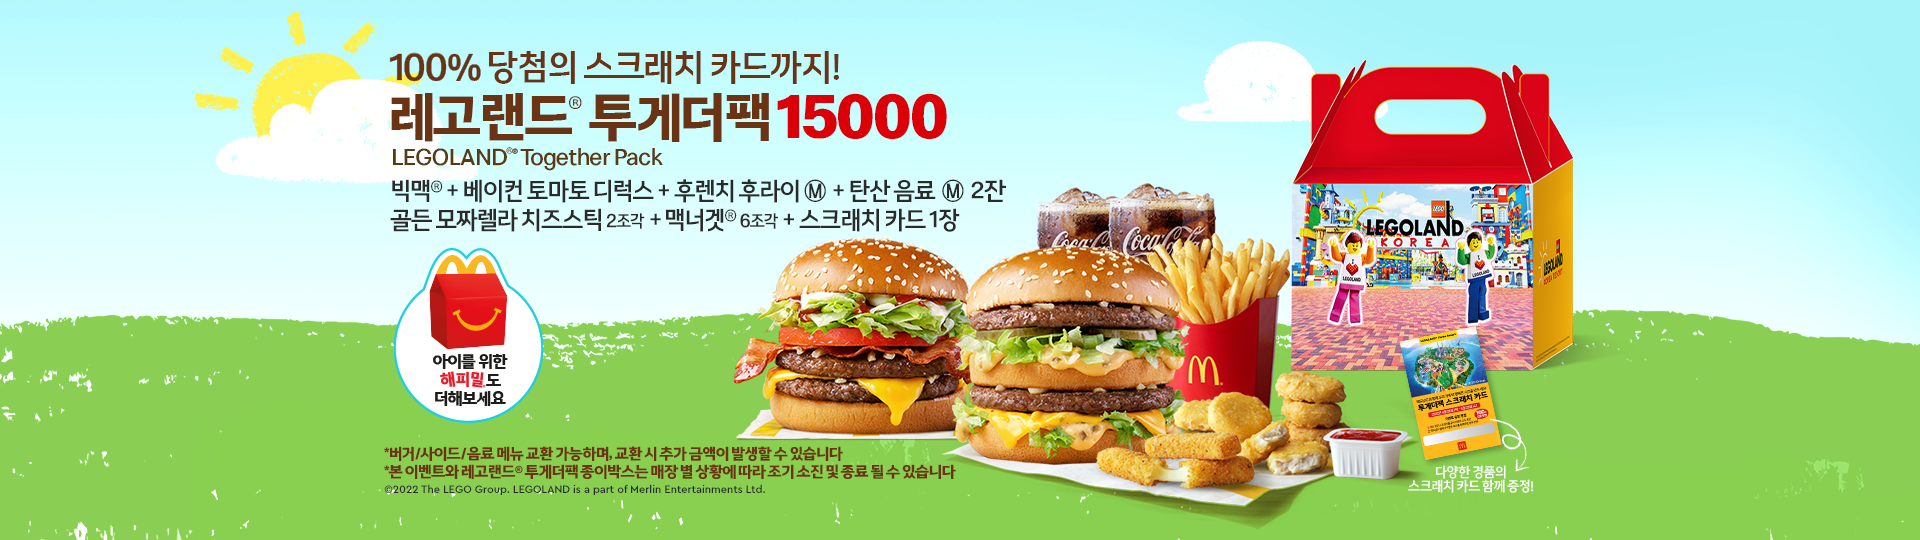 100% 당첨의 스크래치 카드까지!
레고랜드® 투게더팩 15000
LEGOLAND® Together Pack
빅맥® + 베이컨 토마토 디럭스 + 후렌치 후라이 Ⓜ + 탄산 음료 Ⓜ 2잔
골든 모짜렐라 치즈스틱 2조각 + 맥너겟® 6조각 + 스크래치 카드 1장
아이를 위한
해피밀도
더해보세요
Coca-C
Coca-Co
LEGO
LEGOLAND
KOREA
LEGOLAND
LEGOLAND
LEGOLAND
투게더팩 스크래치 카드
다양한 경품의
스크래치 카드 함께 증정!
*버거/사이드/음료 메뉴 교환 가능하며, 교환 시 추가 금액이 발생할 수 있습니다
*본 이벤트와 레고랜드® 투게더팩 종이박스는 매장 별 상황에 따라 조기 소진 및 종료 될 수 있습니다
©2022 The LEGO Group. LEGOLAND is a part of Merlin Entertainments Ltd.